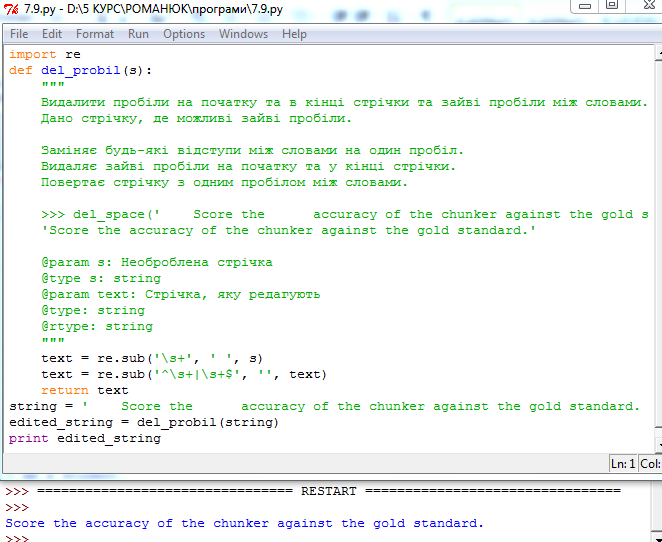 7.9.py - D:\5 КУРС\РОМАНЮК\програми\7.9.py
File Edit Format Run Options Windows Help
import re
def del_probil(s):
    """
    Видалити пробіли на початку та в кінці стрічки та зайві пробіли між словами.
    Дано стрічку, де можливі зайві пробіли.
    Заміняє будь-які відступи між словами на один пробіл.
    Видаляє зайві пробіли на початку та у кінці стрічки.
    Повертає стрічку з одним пробілом між словами.
    >>> del_space('    Score the      accuracy of the chunker against the gold s
    'Score the accuracy of the chunker against the gold standard.'
    @param s: Необроблена стрічка
    @type s: string
    @param text: Стрічка, яку редагують
    @type: string
    @rtype: string
    """
    text = re.sub('\s+', ' ', s)
    text = re.sub('^\s+|\s+$', '', text)
    return text
string = '    Score the      accuracy of the chunker against the gold standard.
edited_string = del_probil(string)
print edited_string
Ln: 1 Col:
>>> ================================ RESTART ================================
>>>
Score the accuracy of the chunker against the gold standard.
>>>